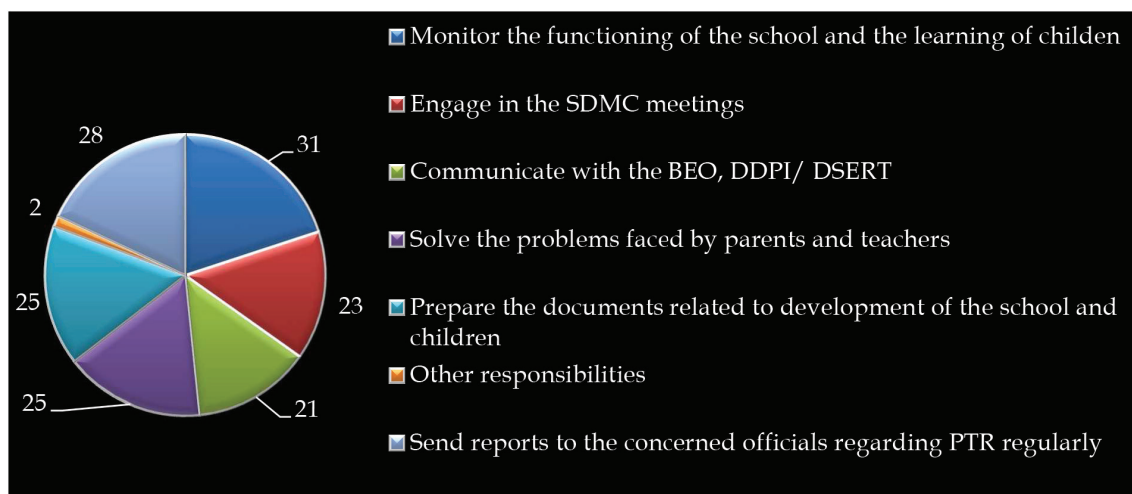 31
23
21
25
25
2
28
Monitor the functioning of the school and the learning of childen
Engage in the SDMC meetings
Communicate with the BEO, DDPI/ DSERT
Solve the problems faced by parents and teachers
Prepare the documents related to development of the school and
children
Other responsibilities
Send reports to the concerned officials regarding PTR regularly